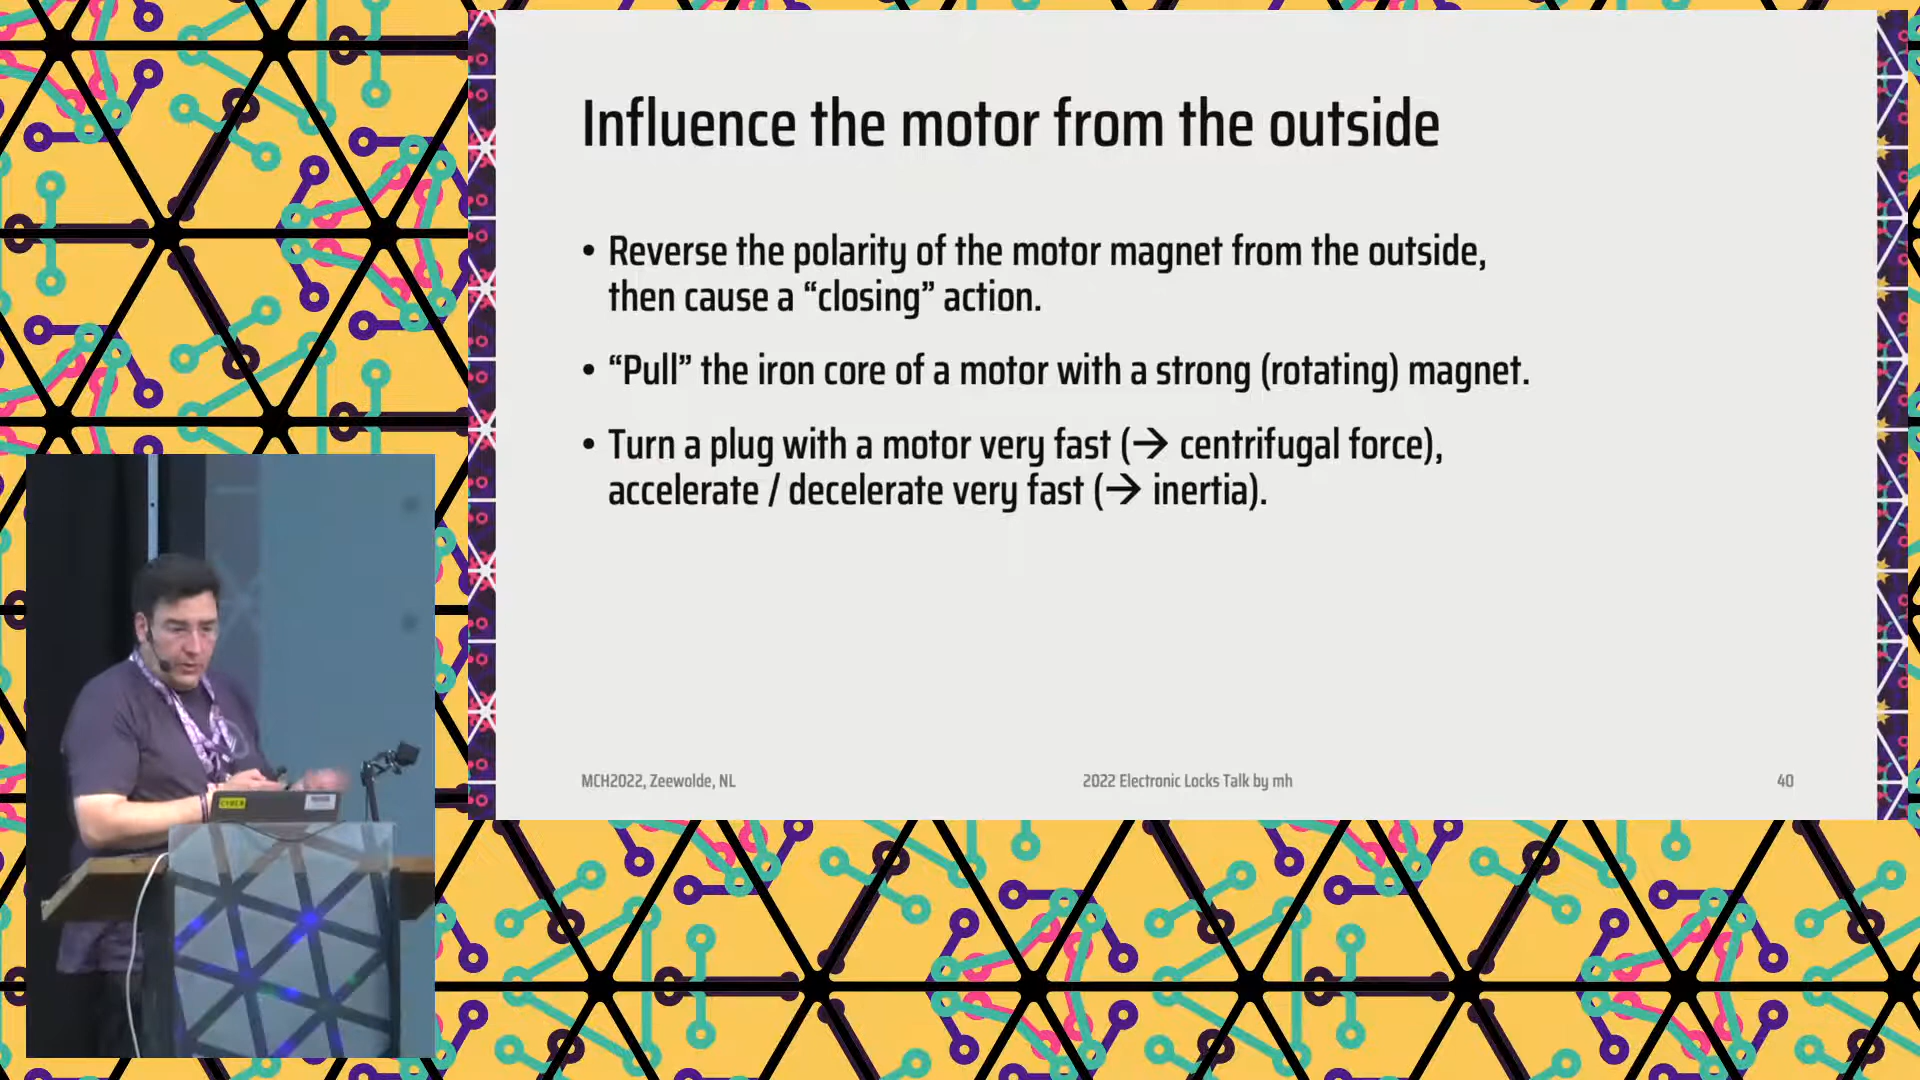 Influence the motor from the outside
• Reverse the polarity of the motor magnet from the outside,
then cause a “closing” action.
• “Pull” the iron core of a motor with a strong (rotating) magnet.
• Turn a plug with a motor very fast (→ centrifugal force),
accelerate / decelerate very fast (→ inertia).
MCH2022, Zeewolde, NL
2022 Electronic Locks Talk by mh
40
CYBER